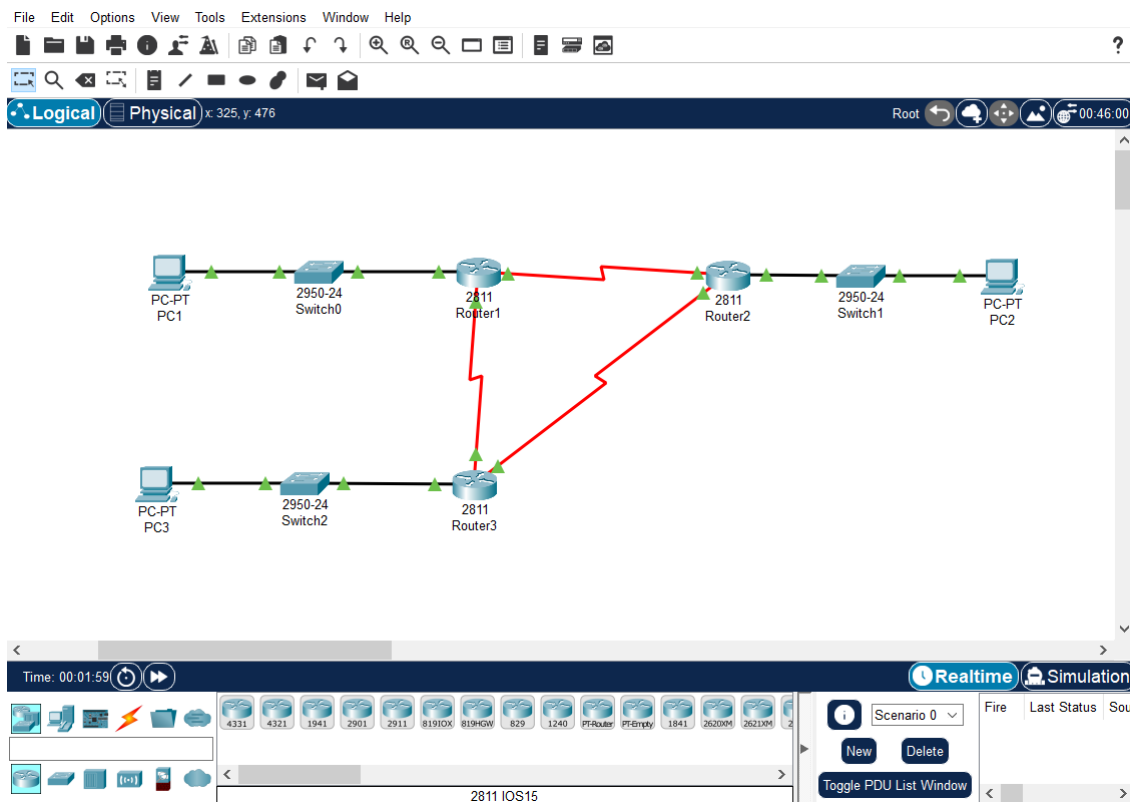 File Edit Options View Tools Extensions Window Help
?
Logical Physical x: 325, y: 476 Root 00:46:00
PC-PT
PC1
2950-24
Switch0
2811
Router1
2811
Router2
2950-24
Switch1
PC-PT
PC2
PC-PT
PC3
2950-24
Switch2
2811
Router3
Time: 00:01:59 Realtime Simulation
4331 4321 1941 2901 2911 819IOX 819HGW 829 1240 PT-Router PT-Empty 1841 2620XM 2621XM 2
Scenario 0
Fire Last Status Sou
New Delete
Toggle PDU List Window
2811 IOS15